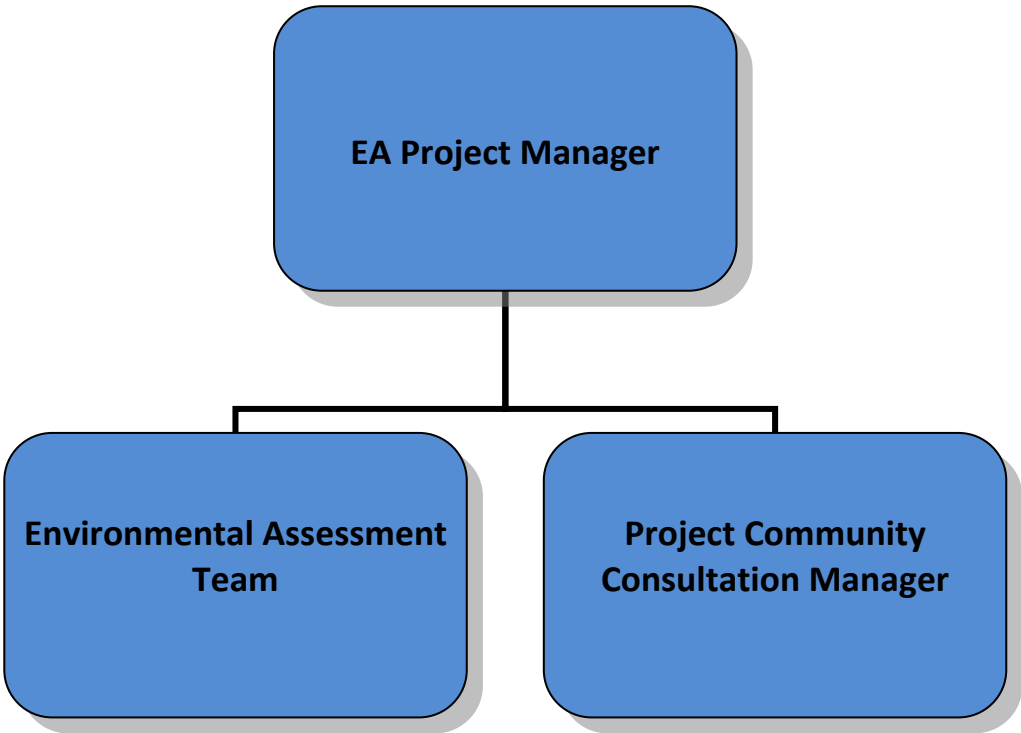 EA Project Manager
Environmental Assessment
Team
Project Community
Consultation Manager